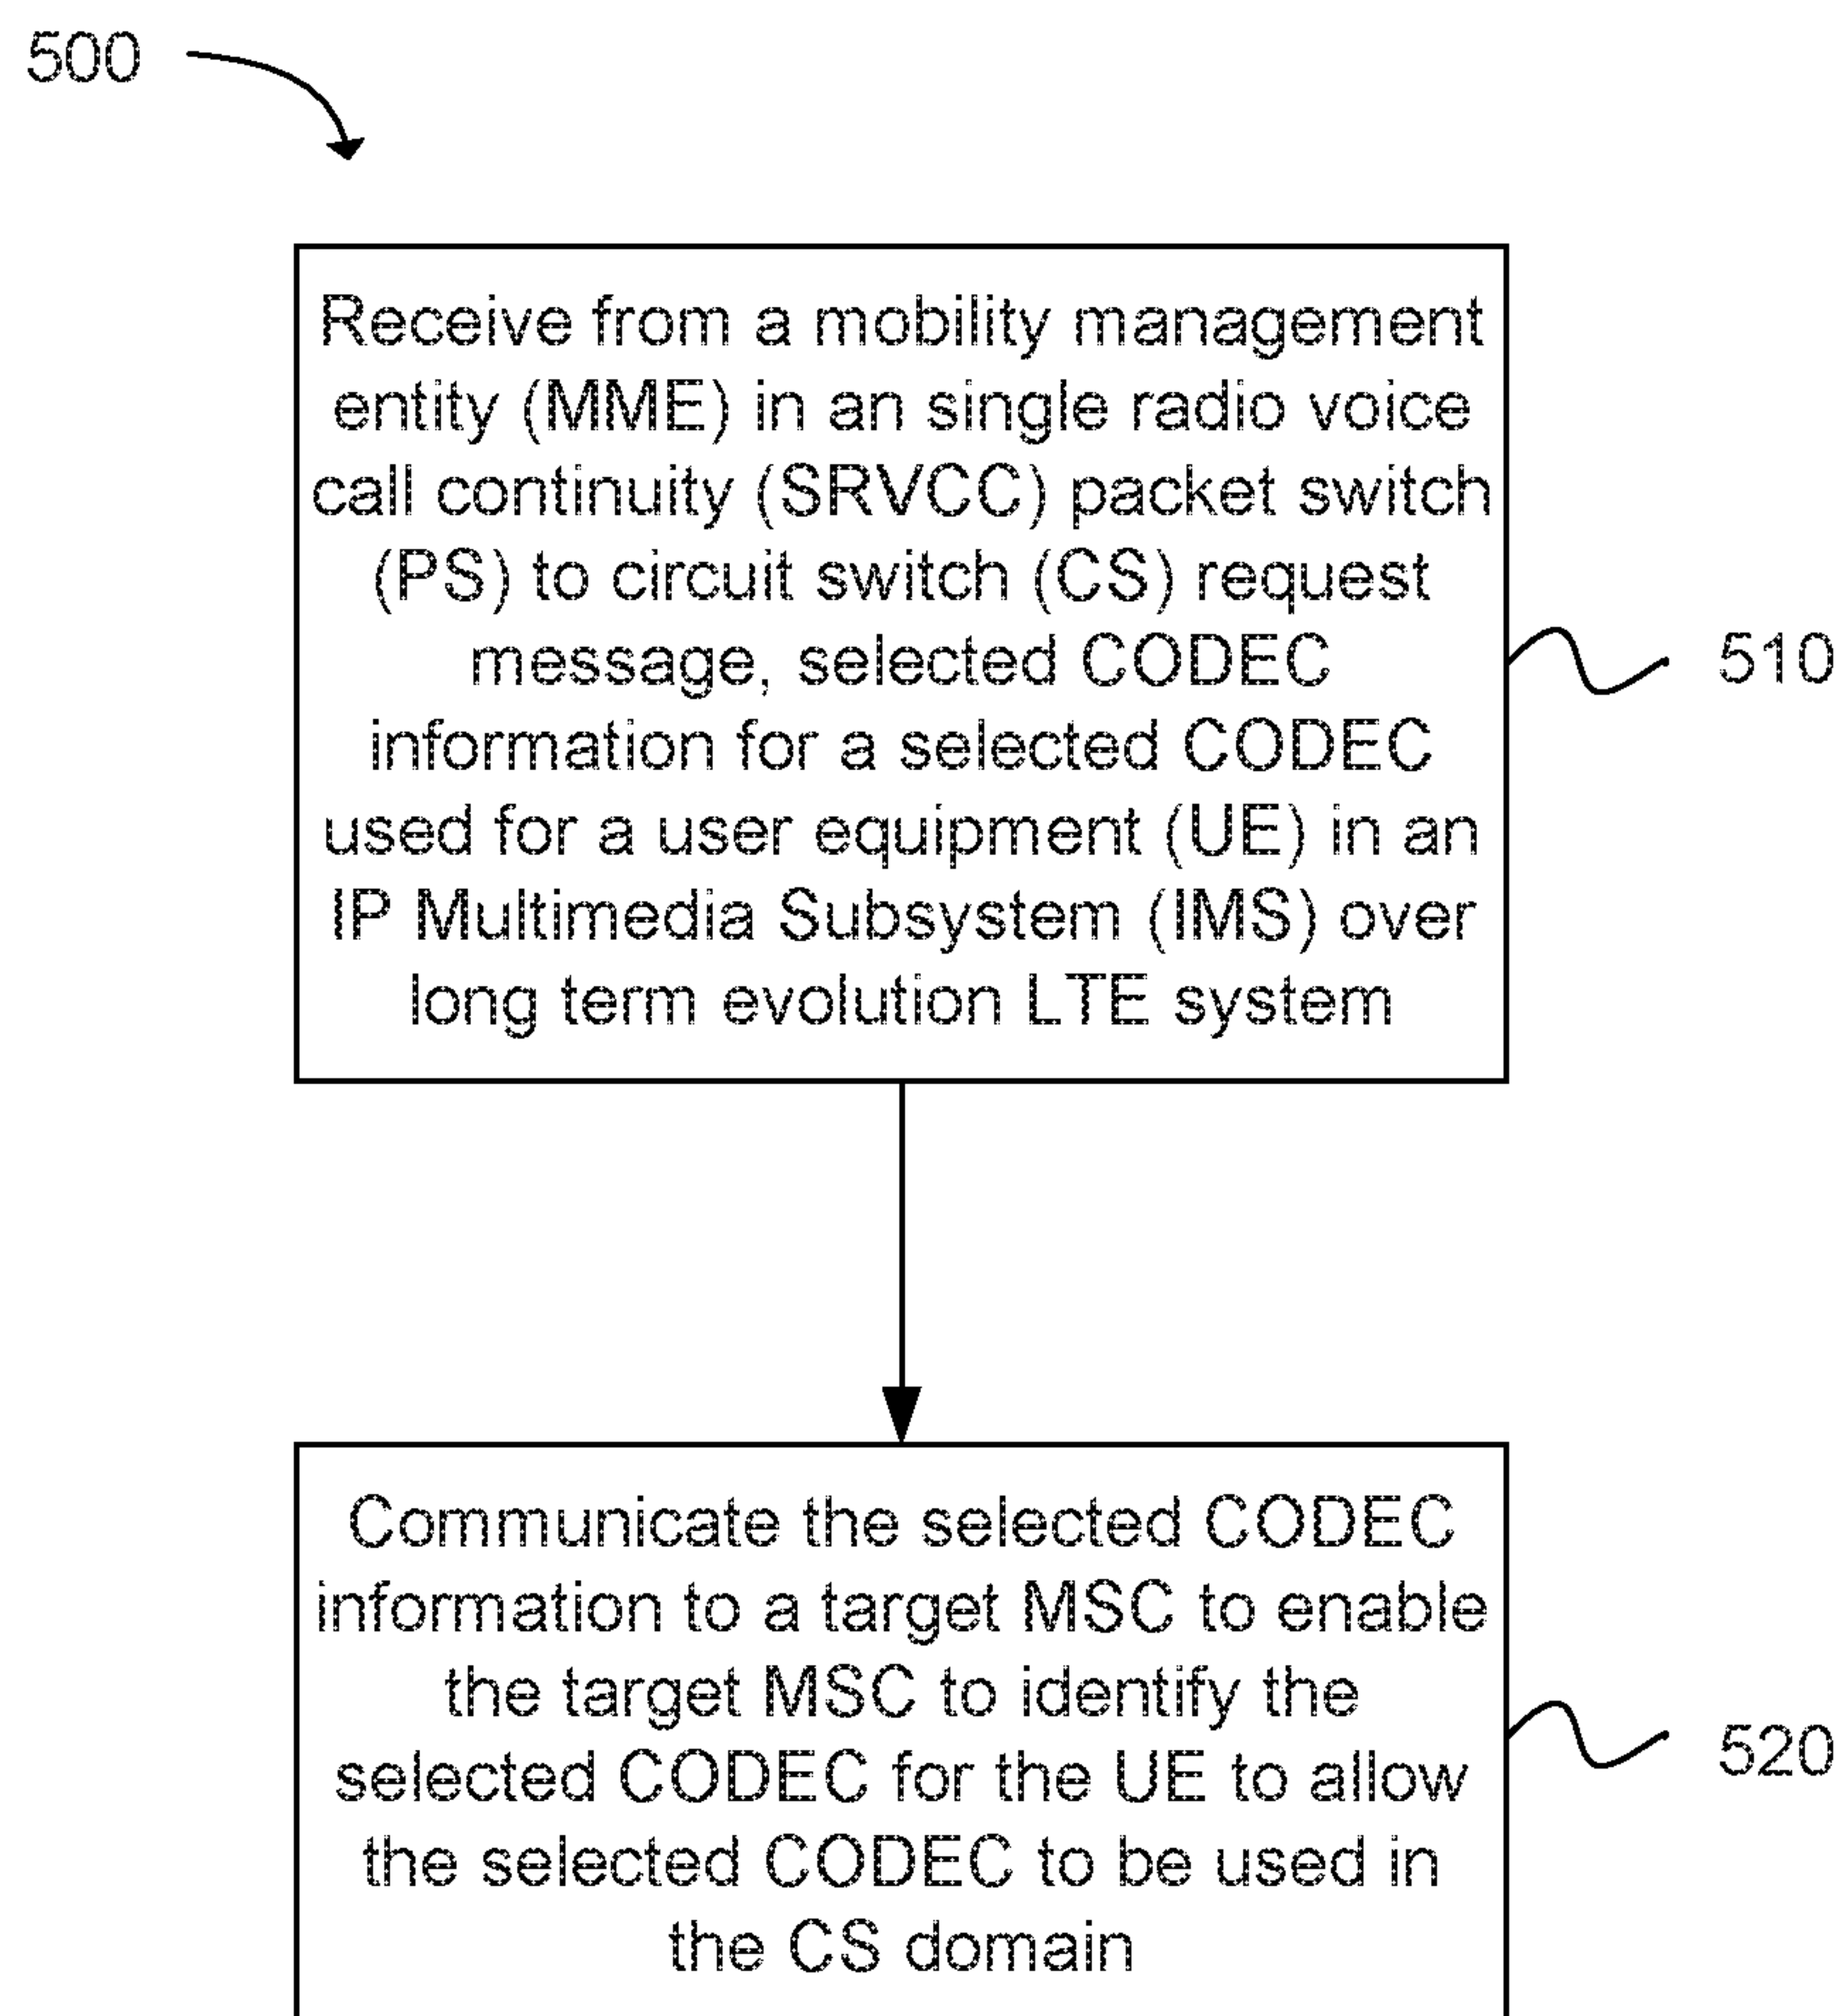 500
Receive from a mobility management
entity (MME) in an single radio voice
call continuity (SRVCC) packet switch
(PS) to circuit switch (CS) request
message, selected CODEC
information for a selected CODEC
used for a user equipment (UE) in an
IP Multimedia Subsystem (IMS) over
long term evolution LTE system
510
Communicate the selected CODEC
information to a target MSC to enable
the target MSC to identify the
selected CODEC for the UE to allow
the selected CODEC to be used in
the CS domain
520